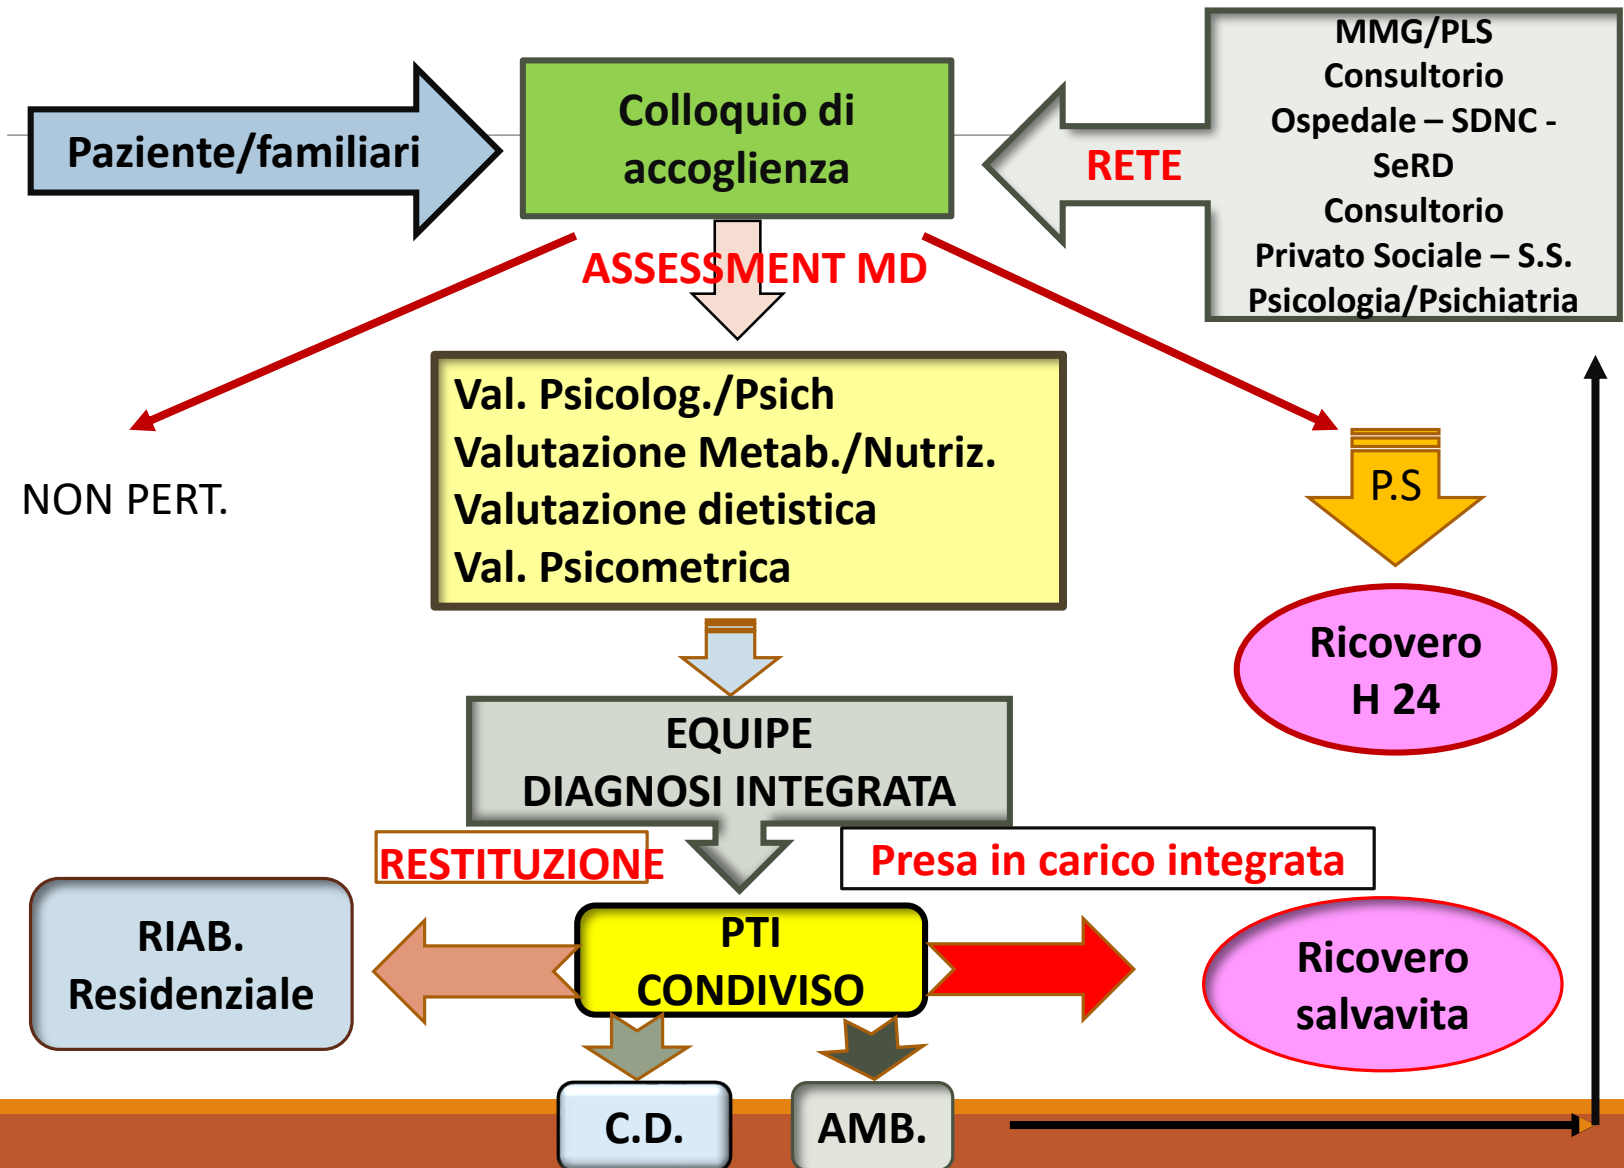 Paziente/familiari
Colloquio di
accoglienza
RETE
MMG/PLS
Consultorio
Ospedale – SDNC -
SeRD
Consultorio
Privato Sociale – S.S.
Psicologia/Psichiatria
ASSESSMENT MD
NON PERT.
Val. Psicolog./Psich
Valutazione Metab./Nutriz.
Valutazione dietistica
Val. Psicometrica
P.S
Ricovero
H 24
EQUIPE
DIAGNOSI INTEGRATA
RESTITUZIONE
Presa in carico integrata
RIAB.
Residenziale
PTI
CONDIVISO
Ricovero
salvavita
C.D.
AMB.